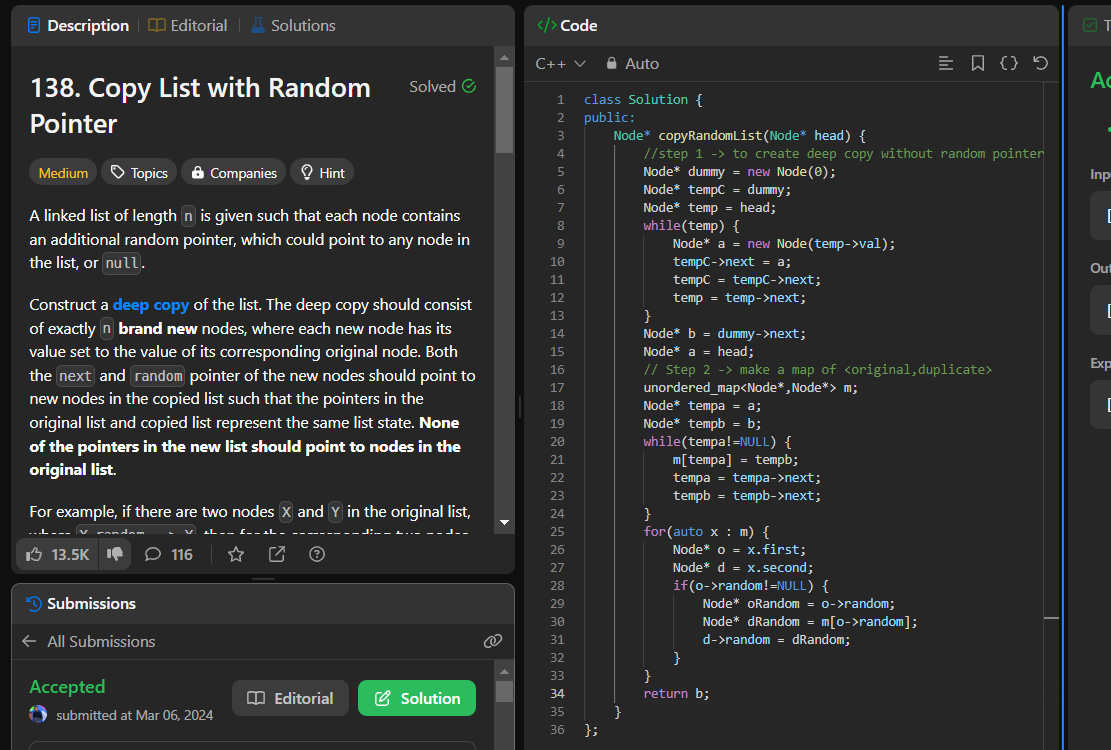 Description | Editorial | Solutions
138. Copy List with Random Pointer
Solved
Medium Topics Companies Hint
A linked list of length n is given such that each node contains
an additional random pointer, which could point to any node in
the list, or null.
Construct a deep copy of the list. The deep copy should consist
of exactly n brand new nodes, where each new node has its
value set to the value of its corresponding original node. Both
the next and random pointer of the new nodes should point to
new nodes in the copied list such that the pointers in the
original list and copied list represent the same list state. None
of the pointers in the new list should point to nodes in the
original list.
For example, if there are two nodes X and Y in the original list,
13.5K 116
Submissions
All Submissions
Accepted
submitted at Mar 06, 2024
Editorial
Solution
</> Code
C++ Auto
1 class Solution {
2 public:
3     Node* copyRandomList(Node* head) {
4         //step 1 -> to create deep copy without random pointer
5         Node* dummy = new Node(0);
6         Node* tempC = dummy;
7         Node* temp = head;
8         while(temp) {
9             Node* a = new Node(temp->val);
10             tempC->next = a;
11             tempC = tempC->next;
12             temp = temp->next;
13         }
14         Node* b = dummy->next;
15         Node* a = head;
16         // Step 2 -> make a map of <original,duplicate>
17         unordered_map<Node*,Node*> m;
18         Node* tempa = a;
19         Node* tempb = b;
20         while(tempa!=NULL) {
21             m[tempa] = tempb;
22             tempa = tempa->next;
23             tempb = tempb->next;
24         }
25         for(auto x : m) {
26             Node* o = x.first;
27             Node* d = x.second;
28             if(o->random!=NULL) {
29                 Node* oRandom = o->random;
30                 Node* dRandom = m[o->random];
31                 d->random = dRandom;
32             }
33         }
34         return b;
35     }
36 };